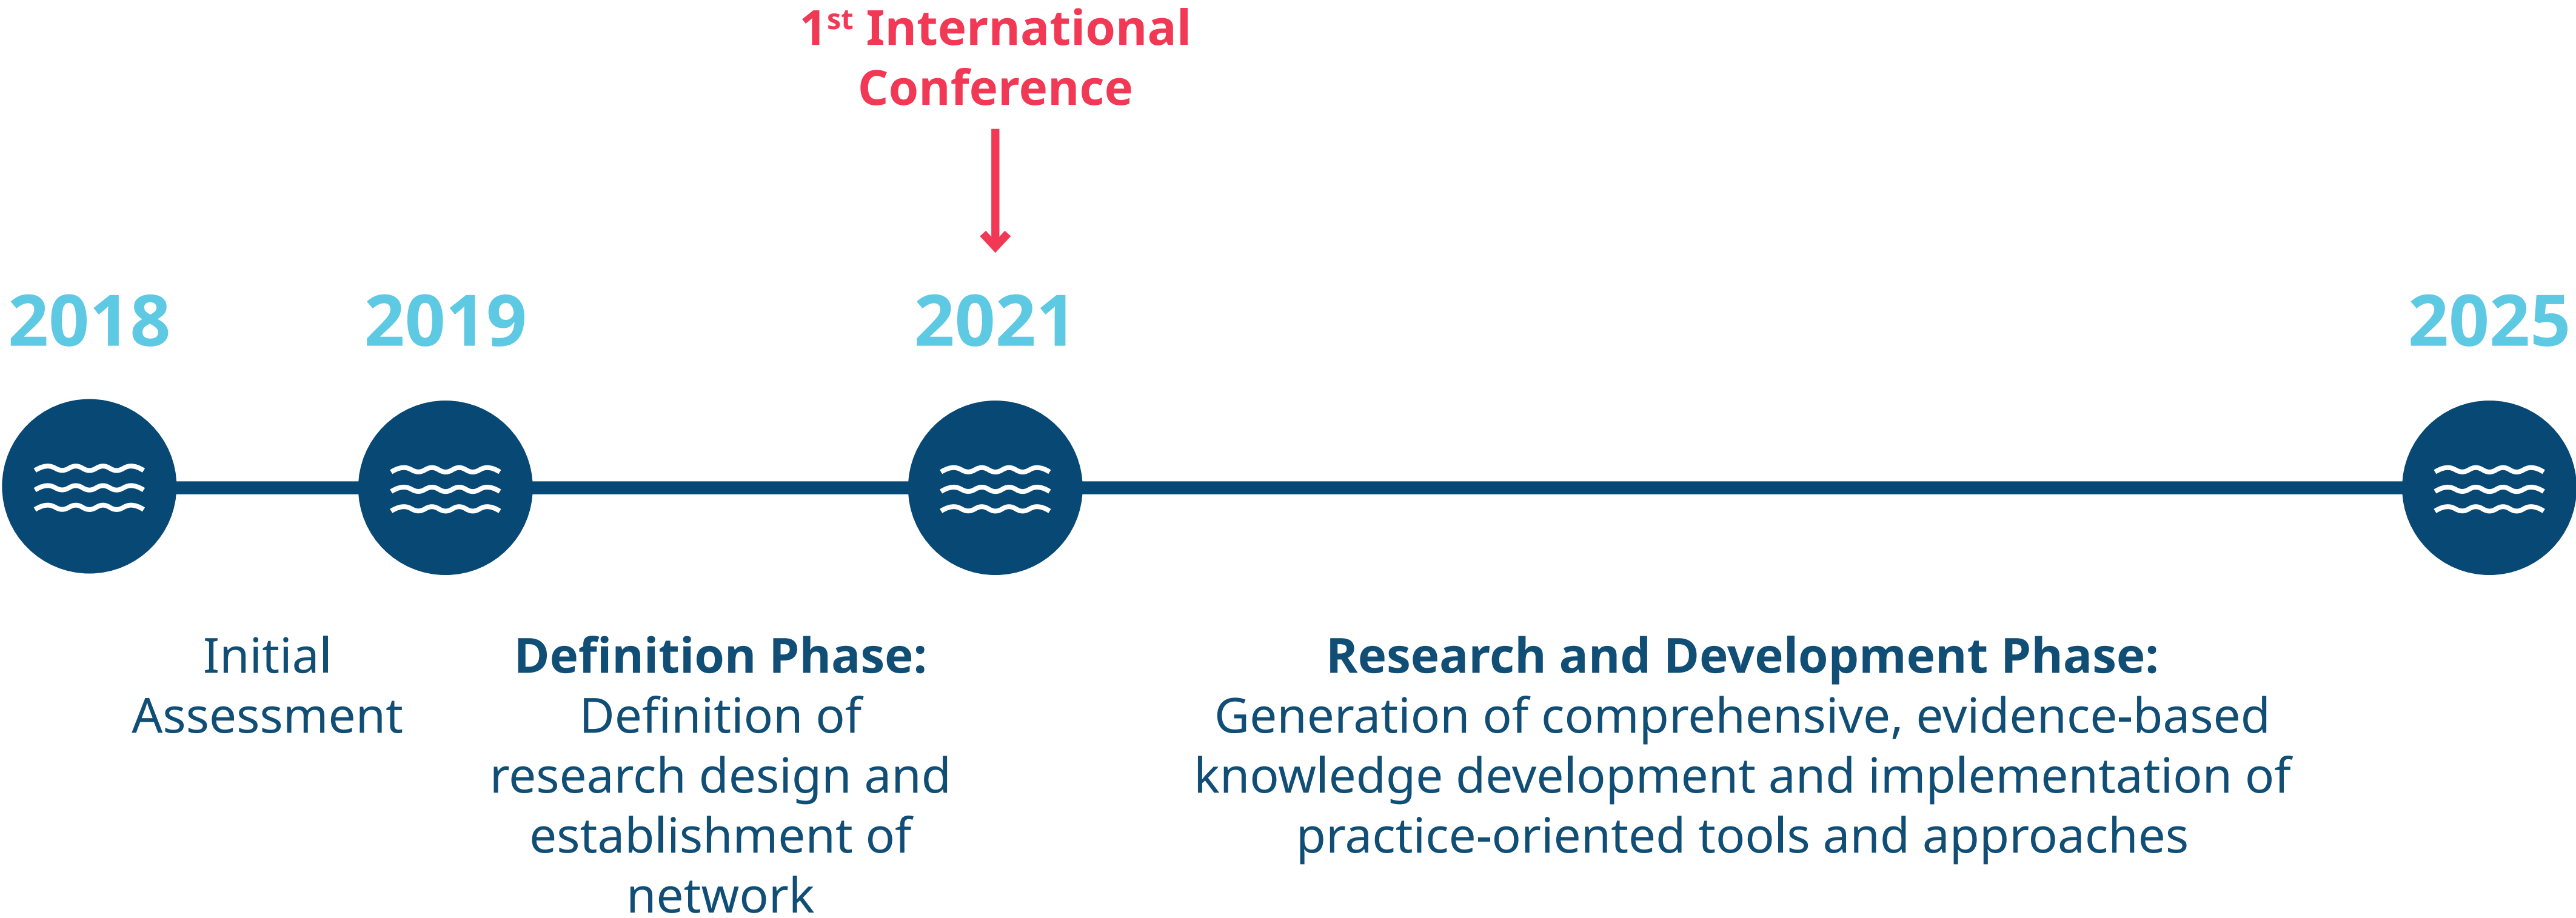 1st International
Conference
2018
2019
2021
2025
Initial
Assessment
Definition Phase:
Definition of
research design and
establishment of
network
Research and Development Phase:
Generation of comprehensive, evidence-based
knowledge development and implementation of
practice-oriented tools and approaches